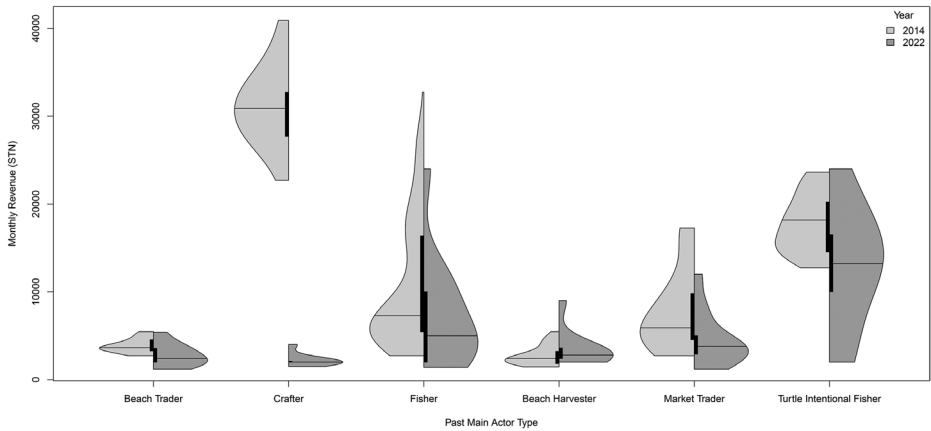 Year
2014
2022
Monthly Revenue (STN)
40000
30000
20000
10000
0
Beach Trader
Crafter
Fisher
Beach Harvester
Market Trader
Turtle Intentional Fisher
Past Main Actor Type